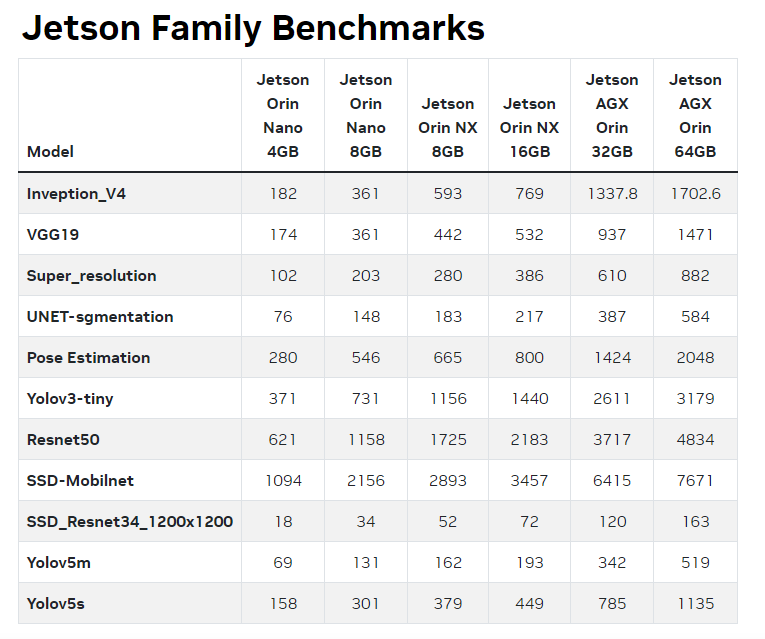 Jetson Family Benchmarks
Model Jetson Orin Nano 4GB Jetson Orin Nano 8GB Jetson Orin NX 8GB Jetson Orin NX 16GB Jetson AGX Orin 32GB Jetson AGX Orin 64GB
Inveption_V4 182 361 593 769 1337.8 1702.6
VGG19 174 361 442 532 937 1471
Super_resolution 102 203 280 386 610 882
UNET-sgmentation 76 148 183 217 387 584
Pose Estimation 280 546 665 800 1424 2048
Yolov3-tiny 371 731 1156 1440 2611 3179
Resnet50 621 1158 1725 2183 3717 4834
SSD-Mobilnet 1094 2156 2893 3457 6415 7671
SSD_Resnet34_1200x1200 18 34 52 72 120 163
Yolov5m 69 131 162 193 342 519
Yolov5s 158 301 379 449 785 1135